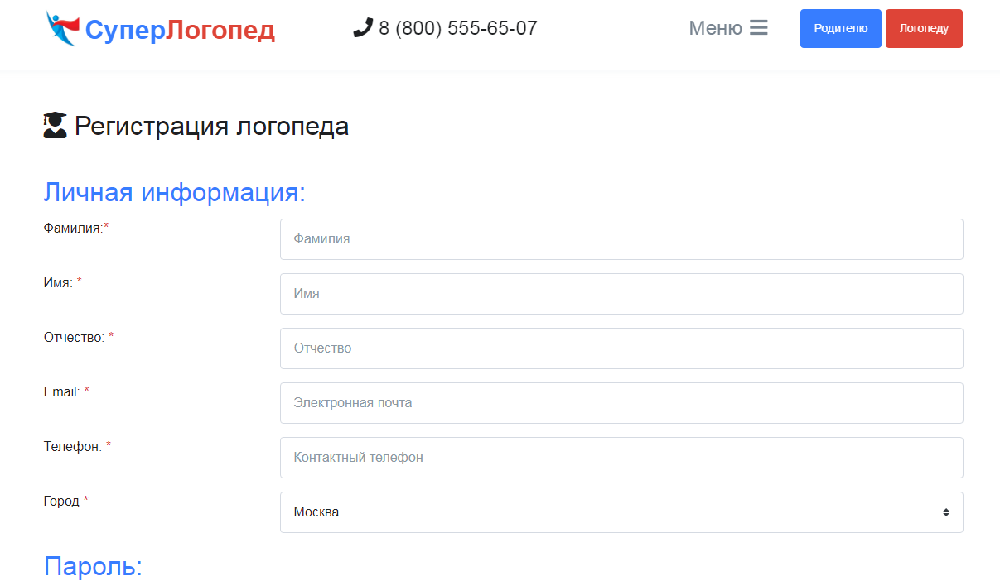 СуперЛогопед 8 (800) 555-65-07 Меню Родителю Логопеду
Регистрация логопеда
Личная информация:
Фамилия:* Фамилия
Имя: * Имя
Отчество: * Отчество
Email: * Электронная почта
Телефон: * Контактный телефон
Город * Москва
Пароль: